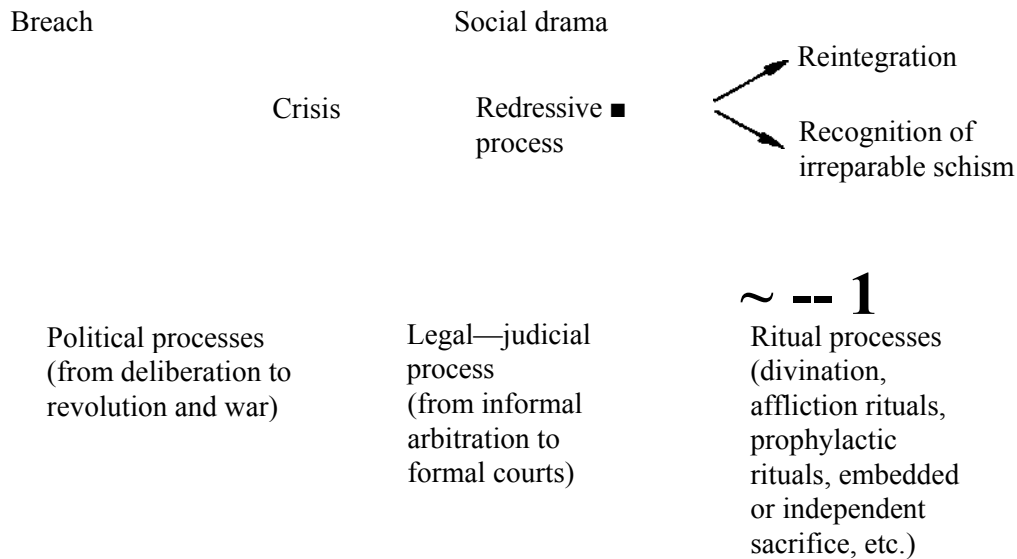 Breach
Social drama
Reintegration
Crisis
Redressive ■
process
Recognition of
irreparable schism
~ -- 1
Political processes
(from deliberation to
revolution and war)
Legal—judicial
process
(from informal
arbitration to
formal courts)
Ritual processes
(divination,
affliction rituals,
prophylactic
rituals, embedded
or independent
sacrifice, etc.)